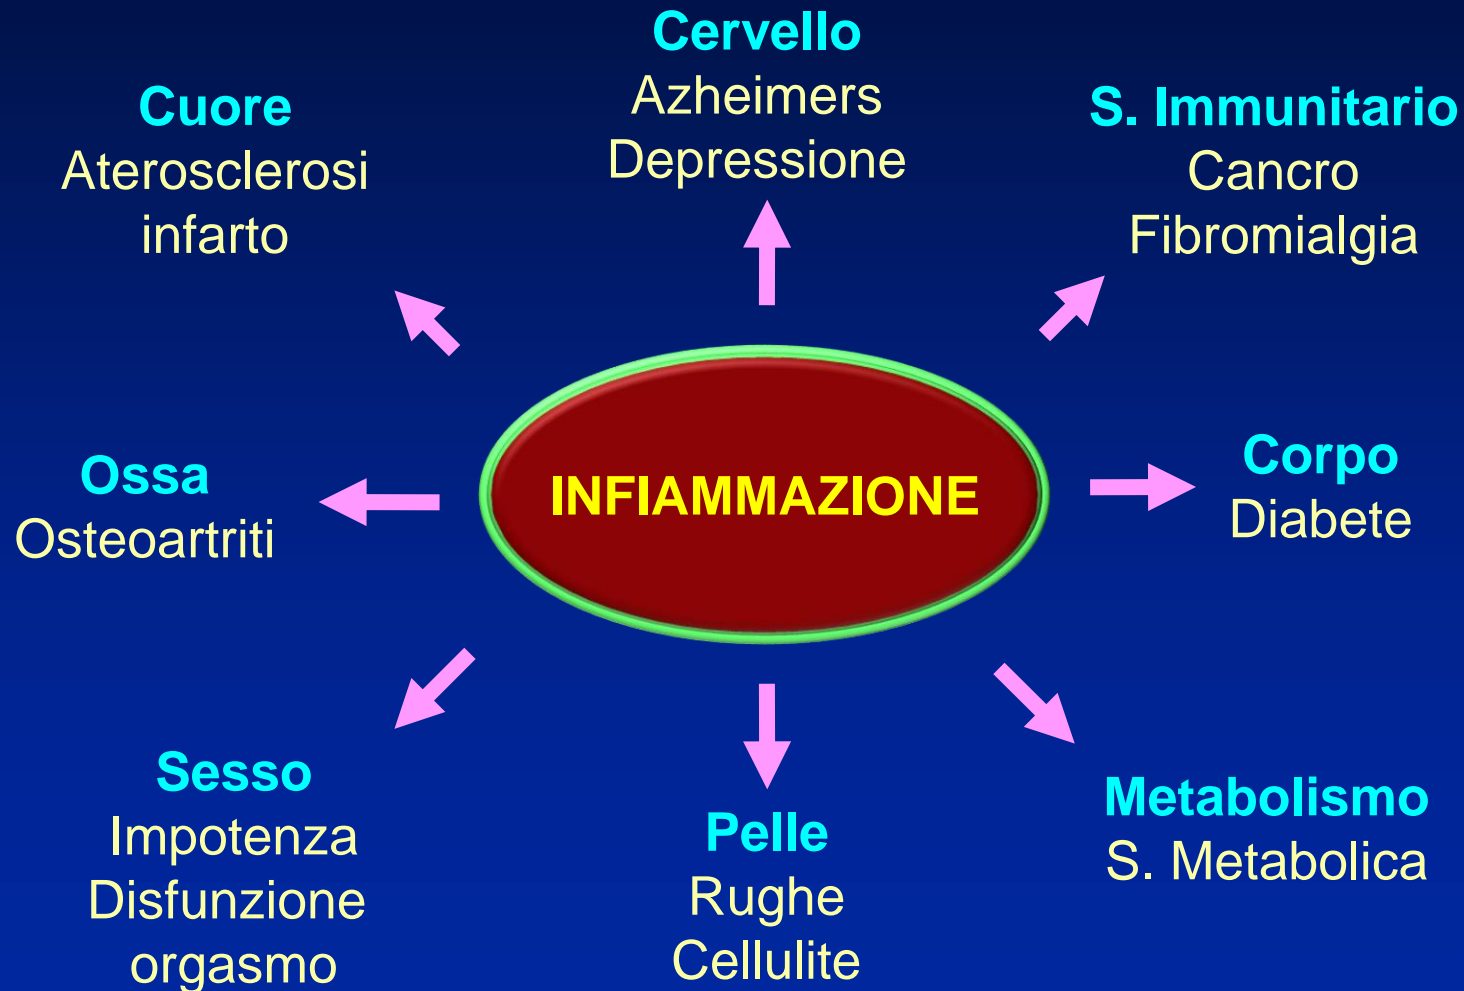 Cervello
Azheimers
Depressione
Cuore
Aterosclerosi
infarto
S. Immunitario
Cancro
Fibromialgia
INFIAMMAZIONE
Ossa
Osteoartriti
Corpo
Diabete
Sesso
Impotenza
Disfunzione
orgasmo
Pelle
Rughe
Cellulite
Metabolismo
S. Metabolica